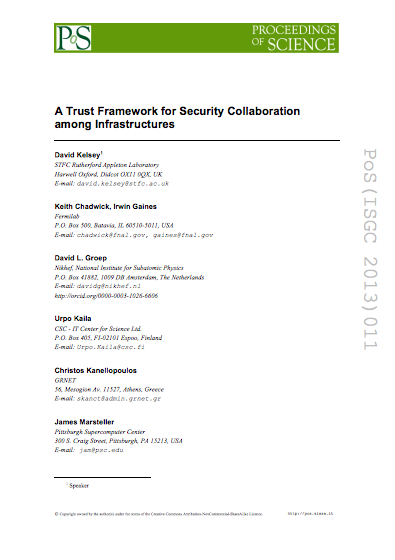 PoS
PROCEEDINGS
OF SCIENCE
A Trust Framework for Security Collaboration
among Infrastructures
David Kelsey1
STFC Rutherford Appleton Laboratory
Harwell Oxford, Didcot OX11 0QX, UK
E-mail: david.kelsey@stfc.ac.uk
Keith Chadwick, Irwin Gaines
Fermilab
P.O. Box 500, Batavia, IL 60510-5011, USA
E-mail: chadwick@fnal.gov, gaines@fnal.gov
David L. Groep
Nikhef, National Institute for Subatomic Physics
P.O. Box 41882, 1009 DB Amsterdam, The Netherlands
E-mail: davidg@nikhef.nl
http://orcid.org/0000-0003-1026-6606
Urpo Kaila
CSC - IT Center for Science Ltd.
P.O. Box 405, FI-02101 Espoo, Finland
E-mail: Urpo.Kaila@csc.fi
Christos Kanellopoulos
GRNET
56, Mesogion Av. 11527, Athens, Greece
E-mail: skanct@admin.grnet.gr
James Marsteller
Pittsburgh Supercomputer Center
300 S. Craig Street, Pittsburgh, PA 15213, USA
E-mail: jam@psc.edu
1 Speaker
© Copyright owned by the author(s) under the terms of the Creative Commons Attribution-NonCommercial-ShareAlike Licence.
http://pos.sissa.it
PoS(ISGC 2013)011